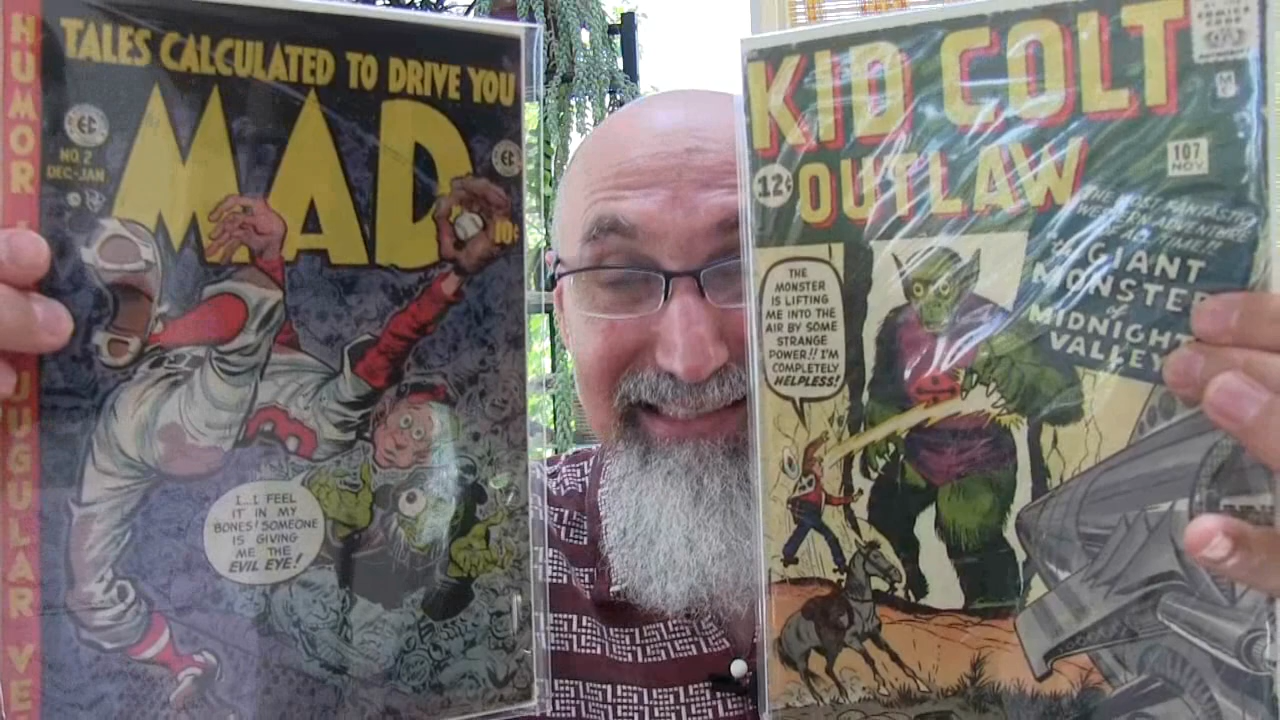 TALES CALCULATED TO DRIVE YOU
MAD
HUMOR
JUGULAR
EC
NO. 2
DEC-JAN
EC
10¢
I...I FEEL
IT IN MY
BONES! SOMEONE
IS GIVING
ME THE
EVIL EYE!
KID COLT
OUTLAW
12¢
107
NOV
THE MOST FANTASTIC
WESTERN ADVENTURE
OF ALL TIME!!
"The GIANT
MONSTER
of
MIDNIGHT
VALLEY
THE
MONSTER
IS LIFTING
ME INTO THE
AIR BY SOME
STRANGE
POWER!! I'M
COMPLETELY
HELPLESS!